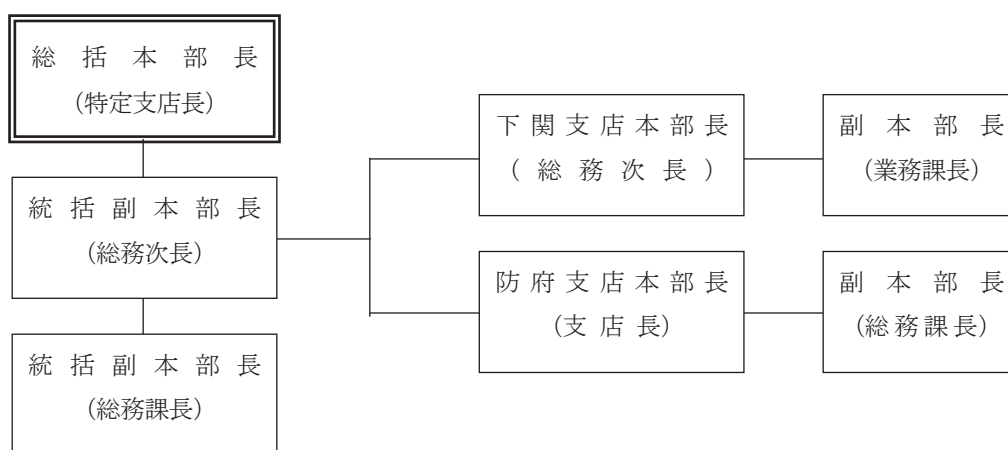 総括本部長
（特定支店長）
統括副本部長
（総務次長）
統括副本部長
（総務課長）
下関支店本部長
（総務次長）
副本部長
（業務課長）
防府支店本部長
（支店長）
副本部長
（総務課長）